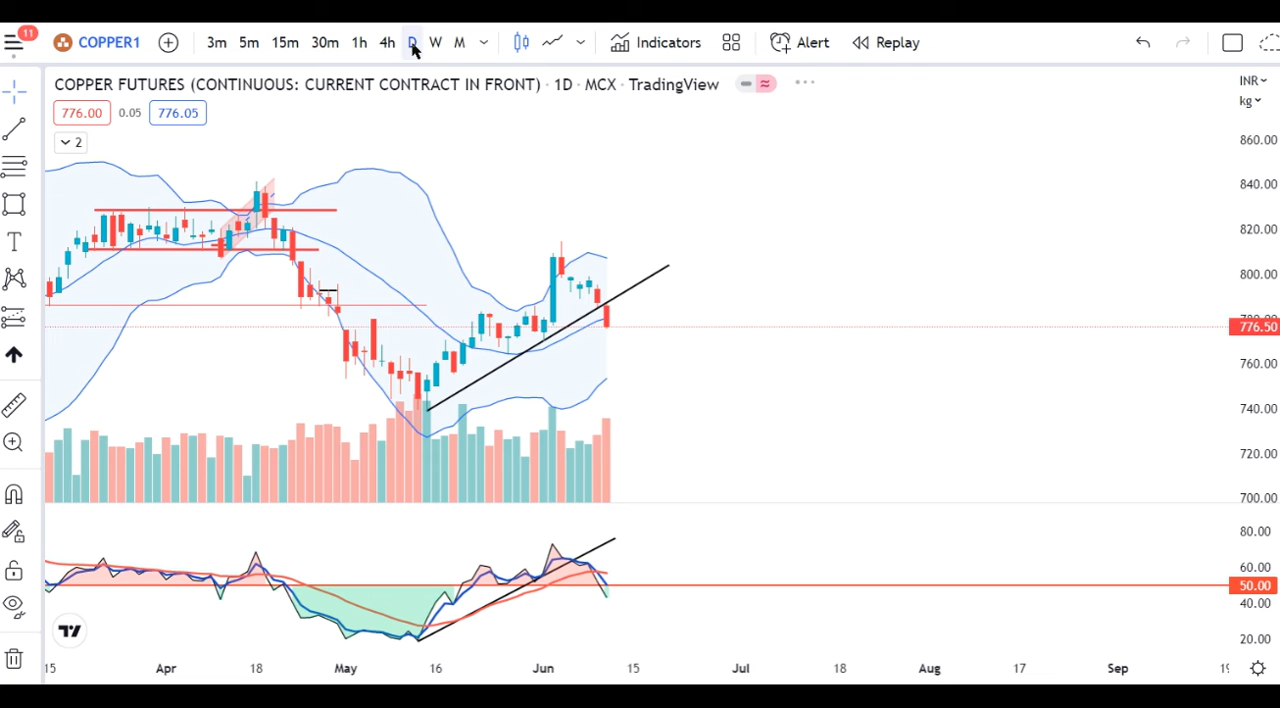 11
COPPER1
3m 5m 15m 30m 1h 4h D W M
Indicators
Alert
Replay
COPPER FUTURES (CONTINUOUS: CURRENT CONTRACT IN FRONT) · 1D · MCX · TradingView
INR
kg
776.00 0.05 776.05
2
860.00
840.00
820.00
800.00
776.50
760.00
740.00
720.00
700.00
80.00
60.00
50.00
40.00
20.00
15 Apr 18 May 16 Jun 15 Jul 18 Aug 17 Sep